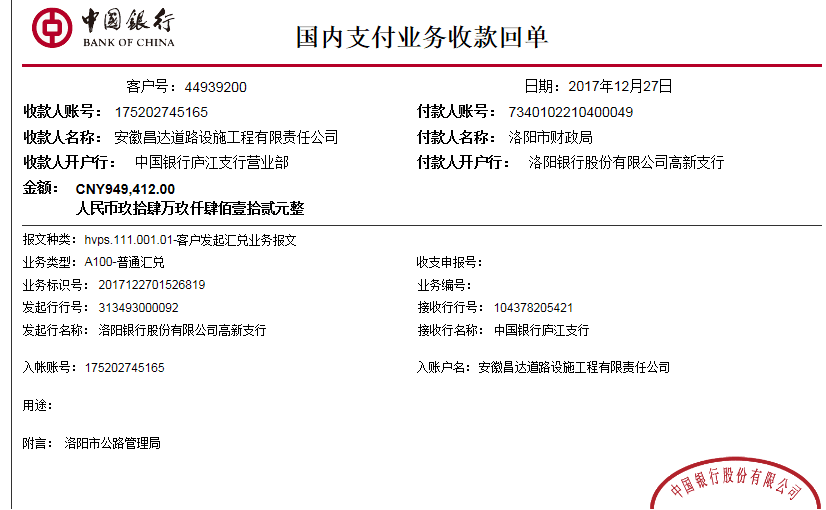 中国银行
BANK OF CHINA
国内支付业务收款回单
客户号：44939200 日期：2017年12月27日
收款人账号：175202745165 付款人账号：7340102210400049
收款人名称：安徽昌达道路设施工程有限责任公司 付款人名称：洛阳市财政局
收款人开户行：中国银行庐江支行营业部 付款人开户行：洛阳银行股份有限公司高新支行
金额：CNY949,412.00
人民币玖拾肆万玖仟肆佰壹拾贰元整
报文种类：hvps.111.001.01-客户发起汇兑业务报文
业务类型：A100-普通汇兑 收支申报号：
业务标识号：2017122701526819 业务编号：
发起行行号：313493000092 接收行行号：104378205421
发起行名称：洛阳银行股份有限公司高新支行 接收行名称：中国银行庐江支行
入帐账号：175202745165 入账户名：安徽昌达道路设施工程有限责任公司
用途：
附言：洛阳市公路管理局
中国银行股份有限公司